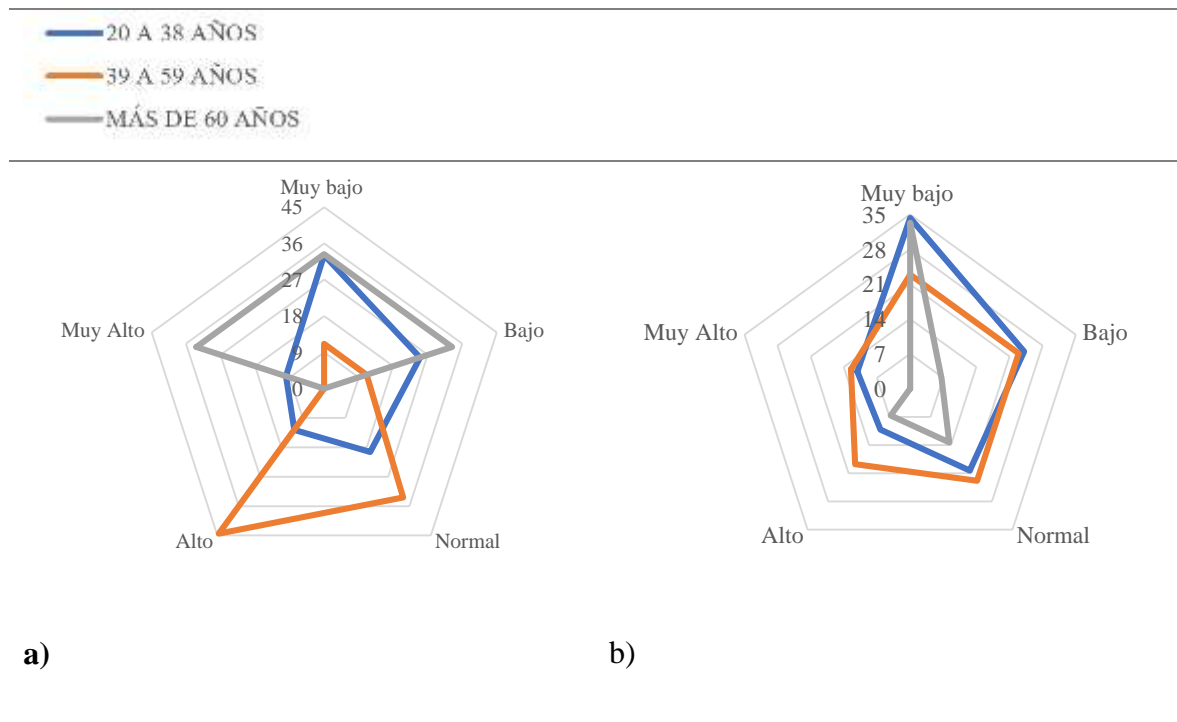 20 A 38 AÑOS
39 A 59 AÑOS
MÁS DE 60 AÑOS
Muy bajo
45
36
27
18
9
0
Bajo
Normal
Alto
Muy Alto
Muy bajo
35
28
21
14
7
0
Bajo
Normal
Alto
Muy Alto
a)
b)